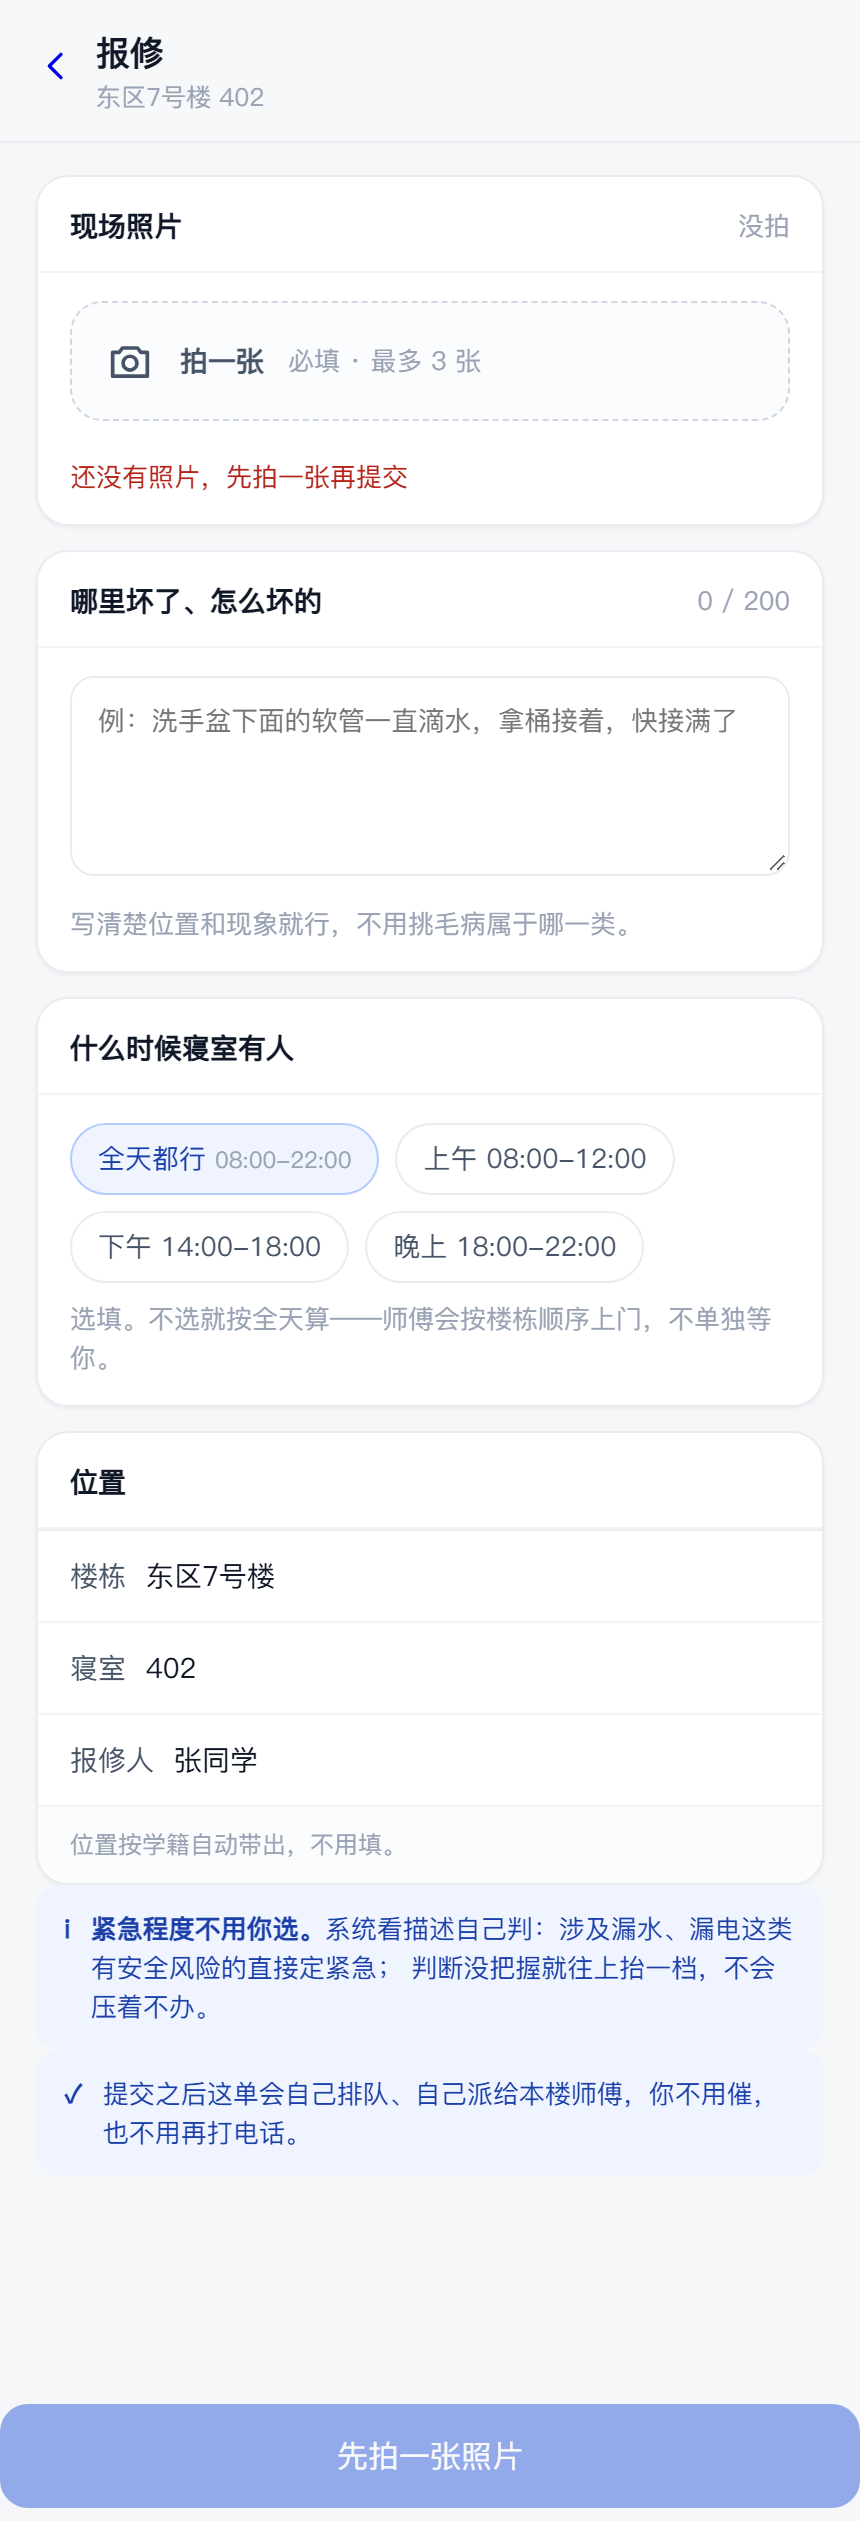 报修
东区7号楼 402
现场照片
没拍
拍一张 必填 · 最多 3 张
还没有照片，先拍一张再提交
哪里坏了、怎么坏的
0 / 200
例：洗手盆下面的软管一直滴水，拿桶接着，快接满了
写清楚位置和现象就行，不用挑毛病属于哪一类。
什么时候寝室有人
全天都行 08:00–22:00
上午 08:00–12:00
下午 14:00–18:00
晚上 18:00–22:00
选填。不选就按全天算——师傅会按楼栋顺序上门，不单独等
你。
位置
楼栋 东区7号楼
寝室 402
报修人 张同学
位置按学籍自动带出，不用填。
i 紧急程度不用你选。系统看描述自己判：涉及漏水、漏电这类
有安全风险的直接定紧急； 判断没把握就往上抬一档，不会
压着不办。
✓ 提交之后这单会自己排队、自己派给本楼师傅，你不用催，
也不用再打电话。
先拍一张照片